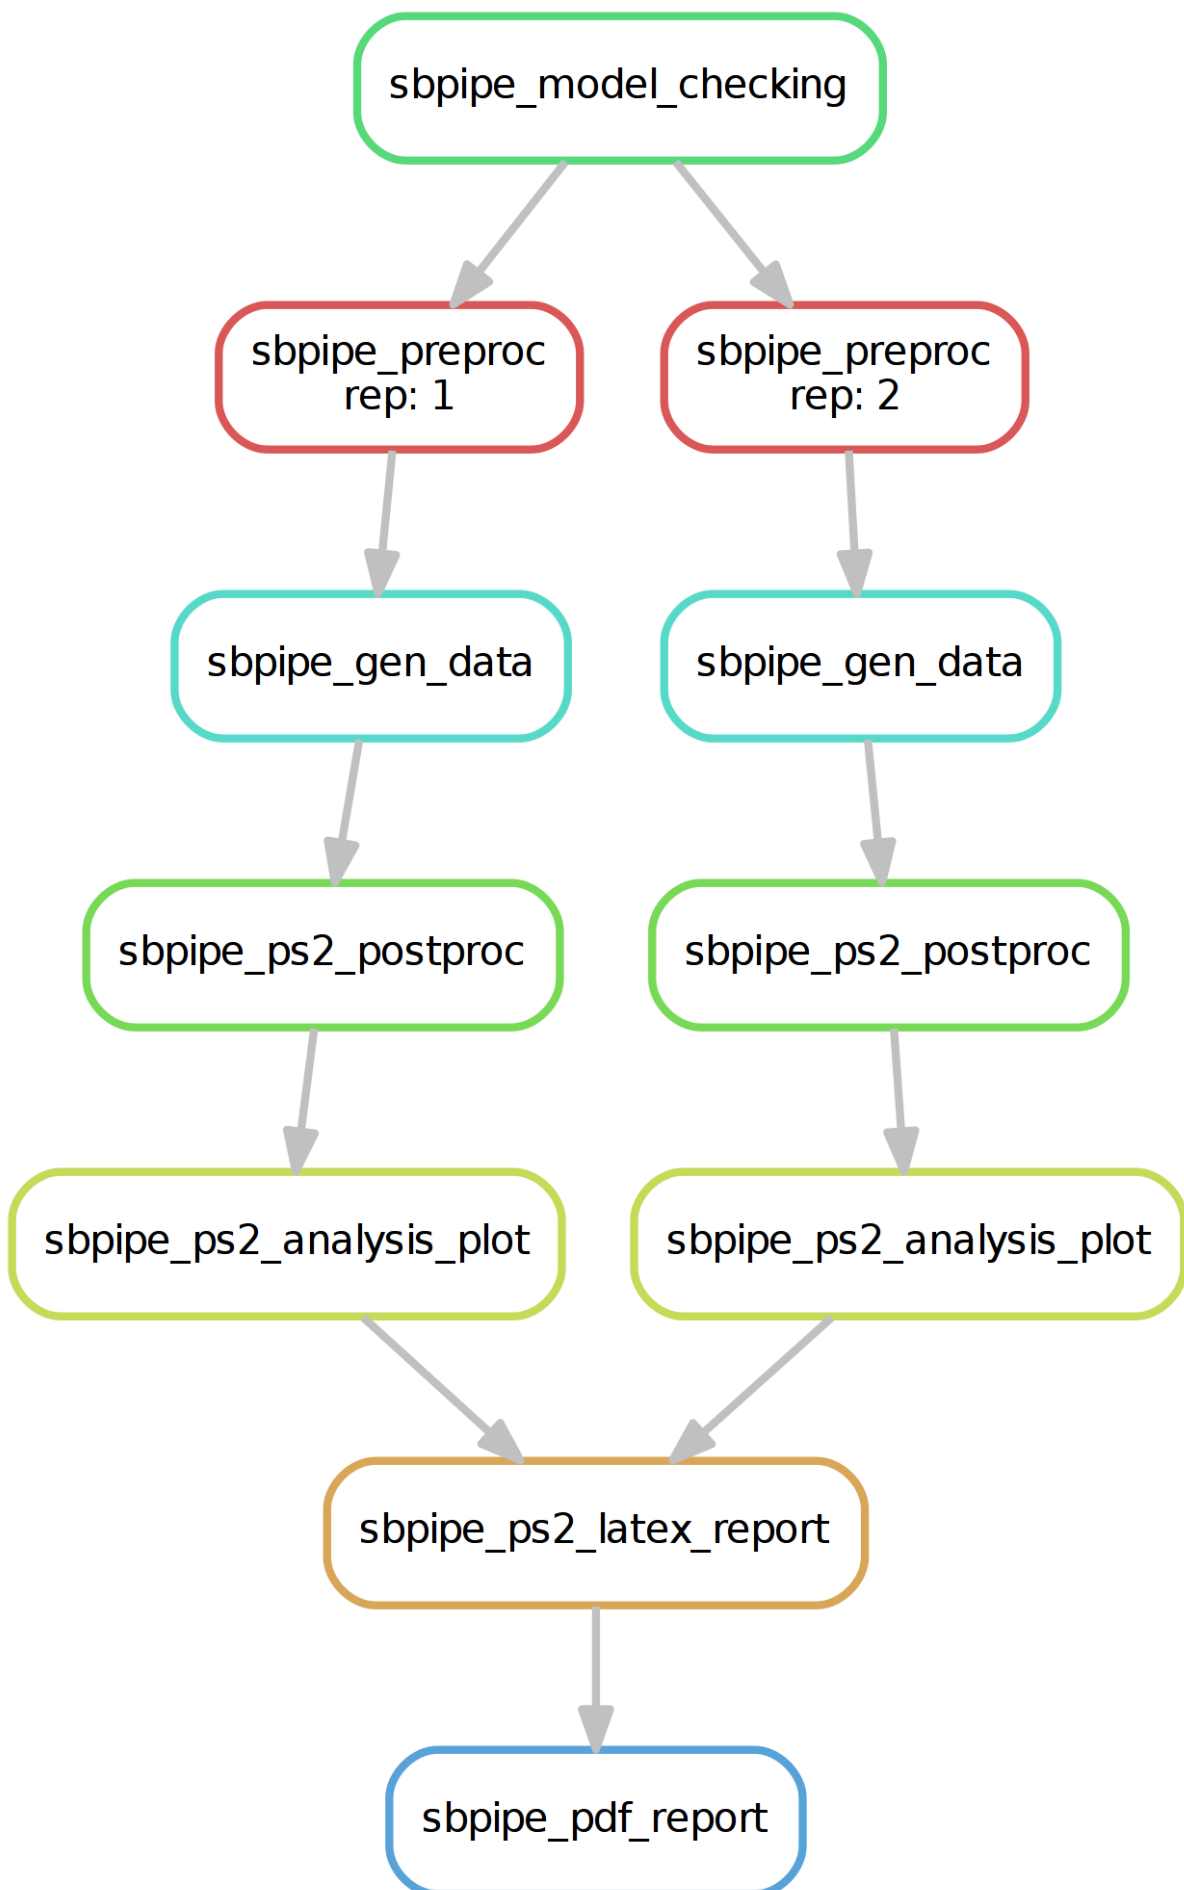 sbpipe_model_checking
sbpipe_preproc
rep: 1
sbpipe_preproc
rep: 2
sbpipe_gen_data
sbpipe_gen_data
sbpipe_ps2_postproc
sbpipe_ps2_postproc
sbpipe_ps2_analysis_plot
sbpipe_ps2_analysis_plot
sbpipe_ps2_latex_report
sbpipe_pdf_report